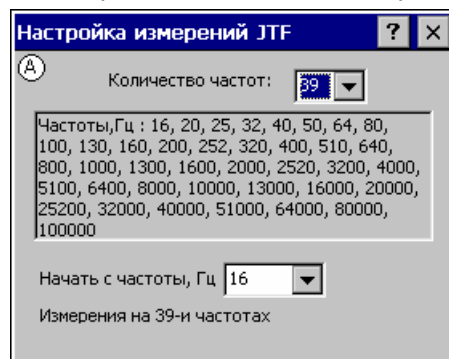 Настройка измерений JTF ? ×
A
Количество частот: 39
Частоты,Гц : 16, 20, 25, 32, 40, 50, 64, 80,
100, 130, 160, 200, 252, 320, 400, 510, 640,
800, 1000, 1300, 1600, 2000, 2520, 3200, 4000,
5100, 6400, 8000, 10000, 13000, 16000, 20000,
25200, 32000, 40000, 51000, 64000, 80000,
100000
Начать с частоты, Гц 16
Измерения на 39-и частотах